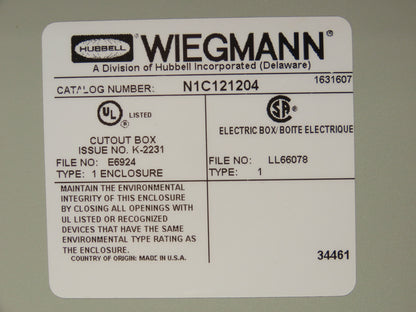 HUBBELL WIEGMANN®
A Division of Hubbell Incorporated (Delaware)
1631607
CATALOG NUMBER: N1C121204
UL ® LISTED
CUTOUT BOX
ISSUE NO. K-2231
FILE NO: E6924
TYPE: 1 ENCLOSURE
SA ®
ELECTRIC BOX/BOITE ELECTRIQUE
FILE NO: LL66078
TYPE: 1
MAINTAIN THE ENVIRONMENTAL
INTEGRITY OF THIS ENCLOSURE
BY CLOSING ALL OPENINGS WITH
UL LISTED OR RECOGNIZED
DEVICES THAT HAVE THE SAME
ENVIRONMENTAL TYPE RATING AS
THE ENCLOSURE.
COUNTRY OF ORIGIN: MADE IN U.S.A.
34461